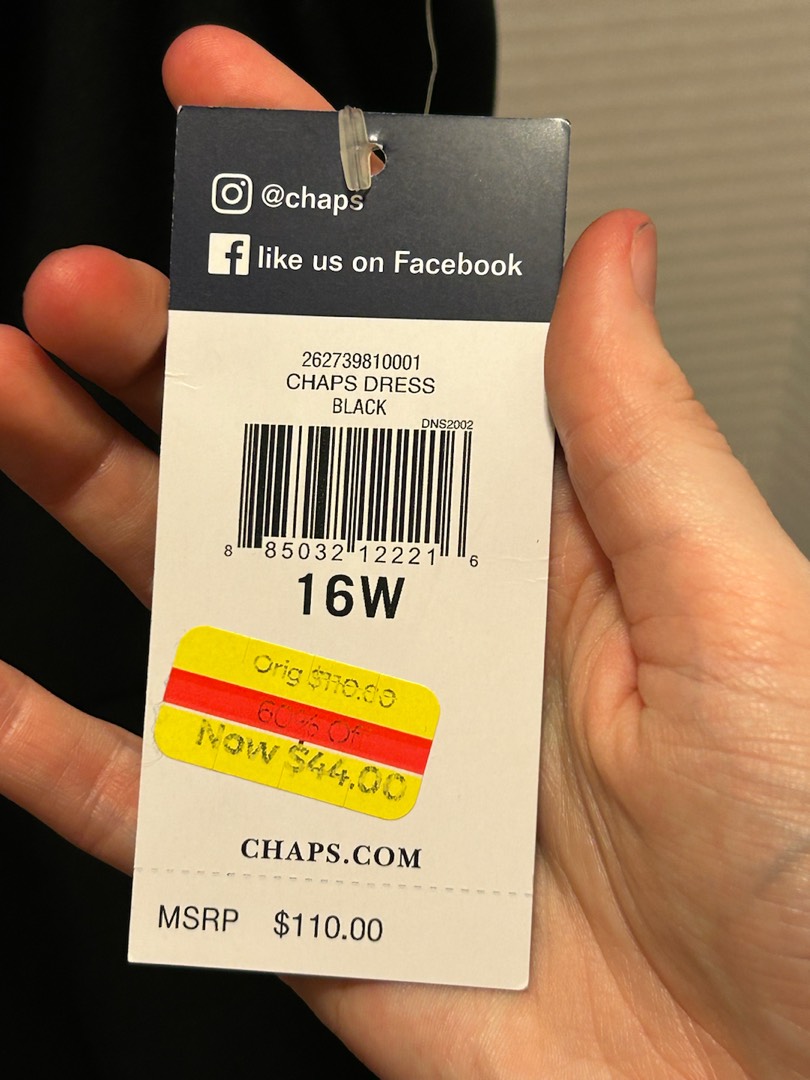 @chaps
like us on Facebook
262739810001
CHAPS DRESS
BLACK
DNS2002
8 85032 12221 6
16W
Orig $110.00
60% Off
Now $44.00
CHAPS.COM
MSRP $110.00